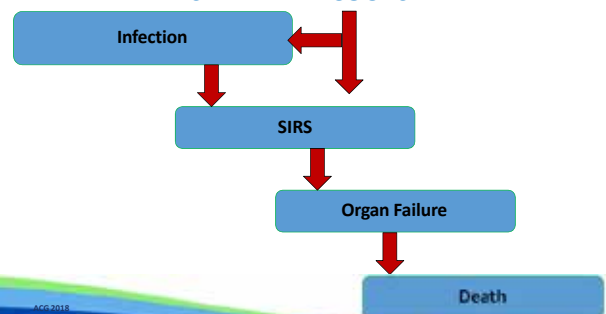 Infection
SIRS
Organ Failure
Death
ACG 2018